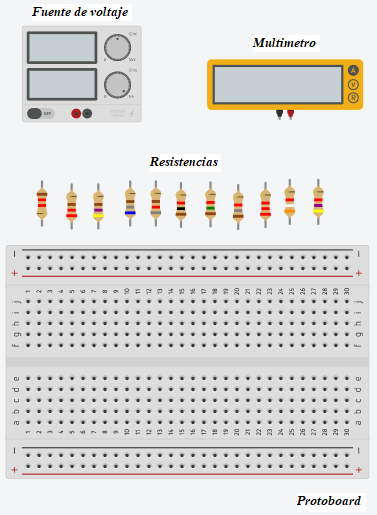 Fuente de voltaje
Multimetro
OFF
A
V
R
Resistencias
− −
+ +
1 2 3 4 5 6 7 8 9 10 11 12 13 14 15 16 17 18 19 20 21 22 23 24 25 26 27 28 29 30
j j
i i
h h
g g
f f
e e
d d
c c
b b
a a
1 2 3 4 5 6 7 8 9 10 11 12 13 14 15 16 17 18 19 20 21 22 23 24 25 26 27 28 29 30
− −
+ +
Protoboard